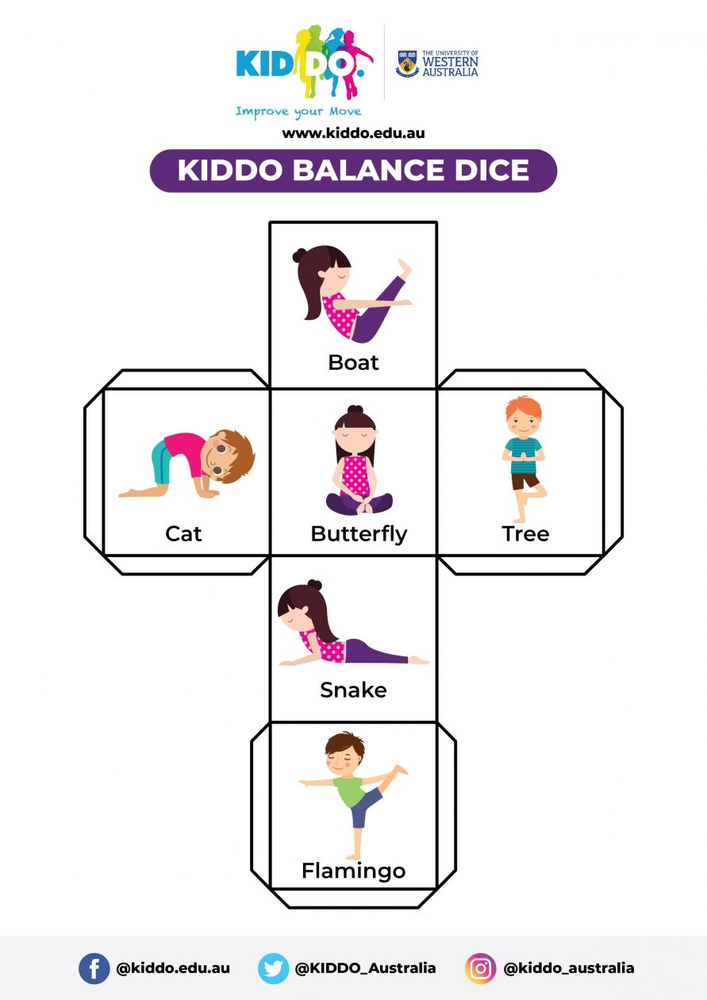 KIDDO.
Improve your Move
THE UNIVERSITY OF
WESTERN
AUSTRALIA
www.kiddo.edu.au
KIDDO BALANCE DICE
Boat
Cat
Butterfly
Tree
Snake
Flamingo
@kiddo.edu.au
@KIDDO_Australia
@kiddo_australia